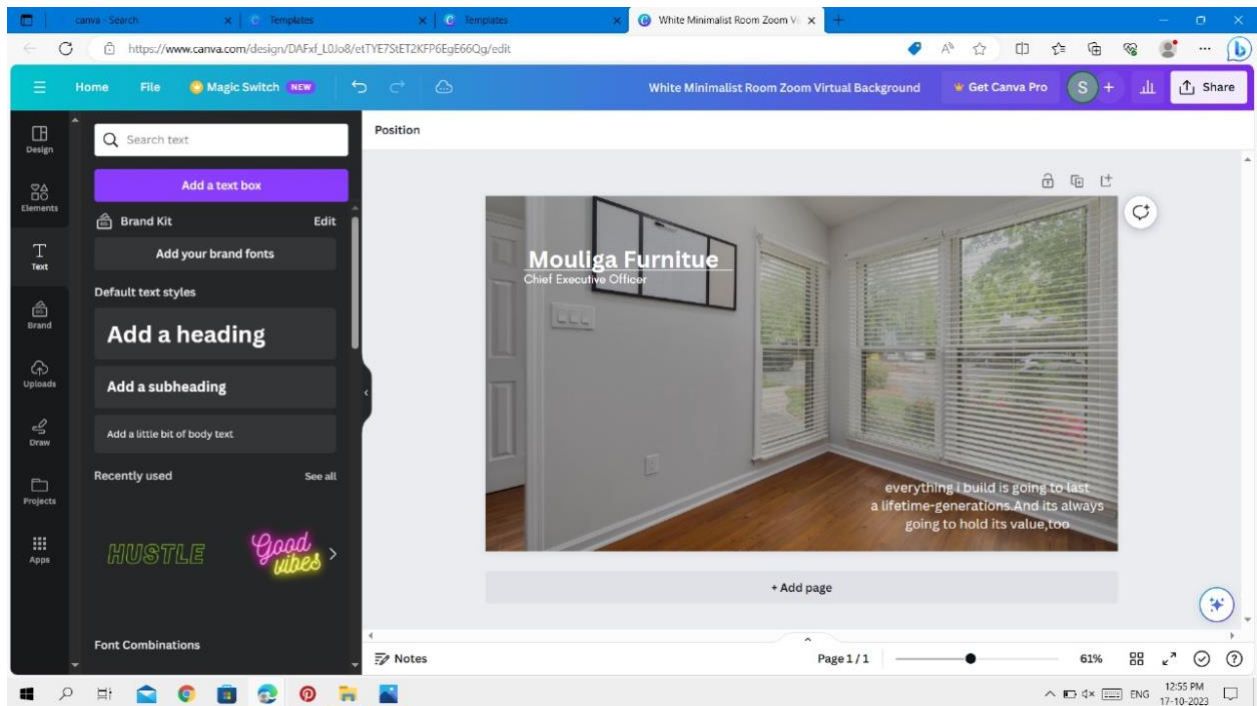 canva - Search
Templates
Templates
White Minimalist Room Zoom Vi
https://www.canva.com/design/DAFxf_L0Jo8/etTYE7StET2KFP6EgE66Qg/edit
Home File Magic Switch NEW White Minimalist Room Zoom Virtual Background Get Canva Pro S + Share
Design
Elements
Text
Brand
Uploads
Draw
Projects
Apps
Search text
Add a text box
Brand Kit Edit
Add your brand fonts
Default text styles
Add a heading
Add a subheading
Add a little bit of body text
Recently used See all
HUSTLE
Good
vibes
Font Combinations
Position
Mouliga Furnitue
Chief Executive Officer
everything i build is going to last
a lifetime-generations.And its always
going to hold its value,too
+ Add page
Notes Page 1 / 1 61%
ENG
12:55 PM
17-10-2023